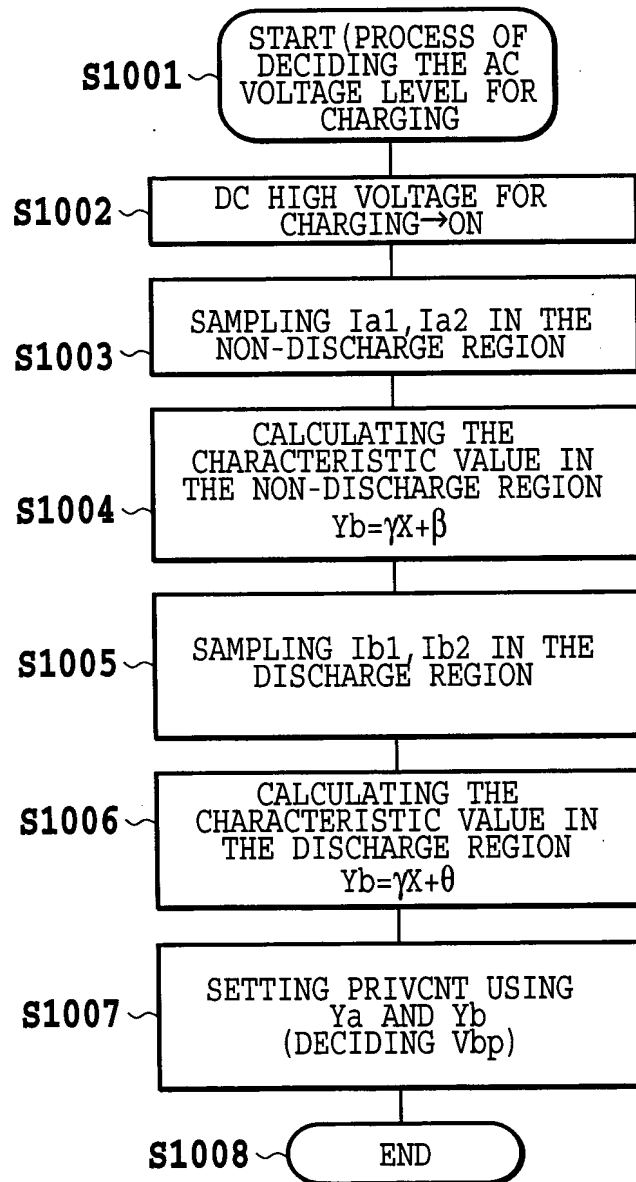 S1001
START(PROCESS OF
DECIDING THE AC
VOLTAGE LEVEL FOR
CHARGING
S1002
DC HIGH VOLTAGE FOR
CHARGING→ON
S1003
SAMPLING Ia1,Ia2 IN THE
NON-DISCHARGE REGION
S1004
CALCULATING THE
CHARACTERISTIC VALUE IN
THE NON-DISCHARGE REGION
Yb=γX+β
S1005
SAMPLING Ib1,Ib2 IN THE
DISCHARGE REGION
S1006
CALCULATING THE
CHARACTERISTIC VALUE IN
THE DISCHARGE REGION
Yb=γX+θ
S1007
SETTING PRIVCNT USING
Ya AND Yb
(DECIDING Vbp)
S1008
END